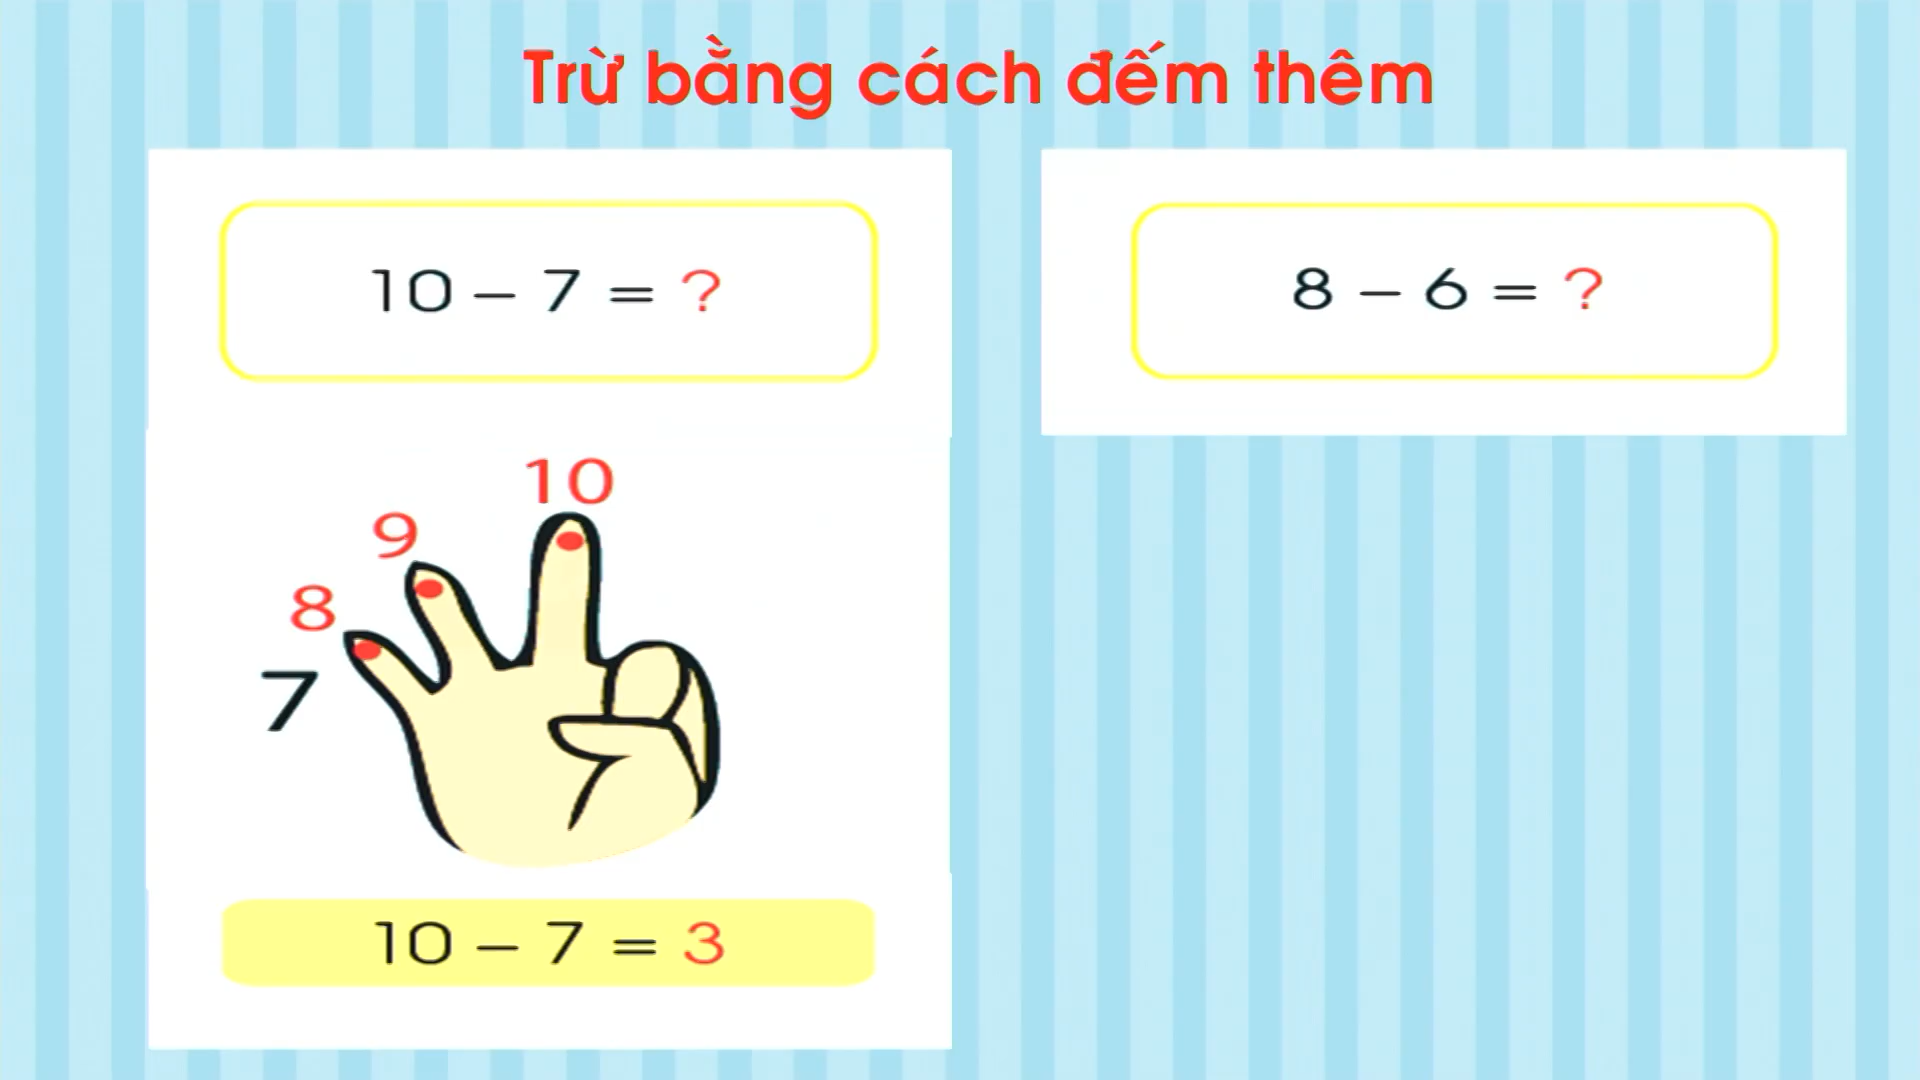 Trừ bằng cách đếm thêm
10 – 7 = ?
10
9
8
7
10 – 7 = 3
8 – 6 = ?